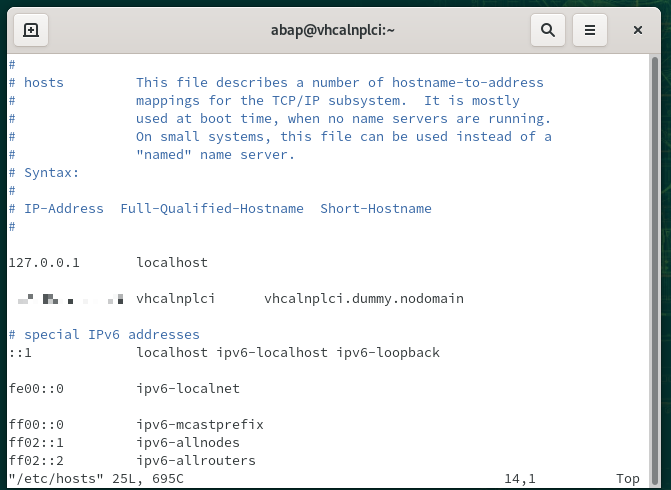 abap@vhcalnplci:~
#
# hosts         This file describes a number of hostname-to-address
#               mappings for the TCP/IP subsystem.  It is mostly
#               used at boot time, when no name servers are running.
#               On small systems, this file can be used instead of a
#               "named" name server.
# Syntax:
#
# IP-Address  Full-Qualified-Hostname  Short-Hostname
#
127.0.0.1       localhost
vhcalnplci      vhcalnplci.dummy.nodomain
# special IPv6 addresses
::1             localhost ipv6-localhost ipv6-loopback
fe00::0         ipv6-localnet
ff00::0         ipv6-mcastprefix
ff02::1         ipv6-allnodes
ff02::2         ipv6-allrouters
"/etc/hosts" 25L, 695C                                        14,1          Top